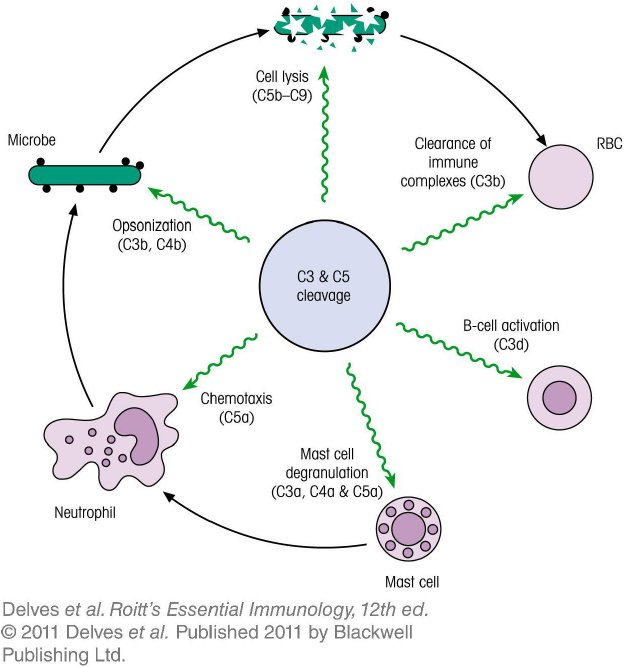 Cell lysis
(C5b–C9)
Microbe
Clearance of
immune
complexes (C3b)
RBC
Opsonization
(C3b, C4b)
C3 & C5
cleavage
B-cell activation
(C3d)
Chemotaxis
(C5a)
Mast cell
degranulation
(C3a, C4a & C5a)
Neutrophil
Mast cell
Delves et al. Roitt's Essential Immunology, 12th ed.
© 2011 Delves et al. Published 2011 by Blackwell
Publishing Ltd.